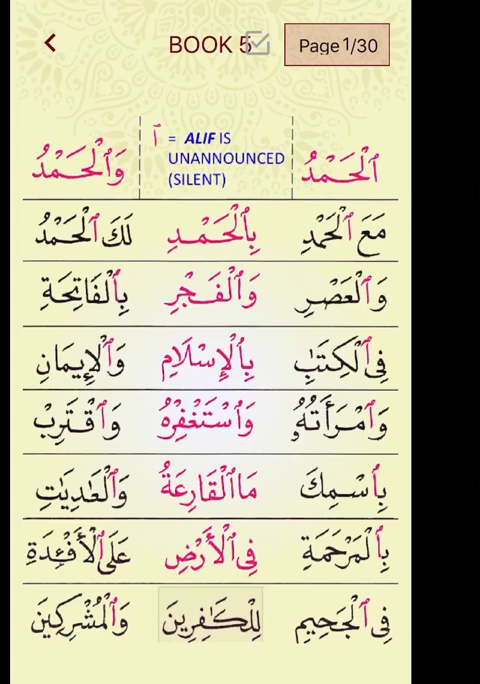 BOOK 5 Page 1/30
ٱلْحَمْدُ ٱ = ALIF IS UNANNOUNCED (SILENT) وَٱلْحَمْدُ
مَعَ ٱلْحَمْدِ بِٱلْحَمْدِ لَكَ ٱلْحَمْدُ
وَٱلْعَصْرِ وَٱلْفَجْرِ بِٱلْفَاتِحَةِ
فِى ٱلْكِتَٰبِ بِٱلْإِسْلَامِ وَٱلْإِيمَانِ
وَٱمْرَأَتُهُۥ وَٱسْتَغْفِرْهُ وَٱقْتَرِبْ
بِٱسْمِكَ مَا ٱلْقَارِعَةُ وَٱلْعَٰدِيَٰتِ
بِٱلْمَرْحَمَةِ فِى ٱلْأَرْضِ عَلَى ٱلْأَفْـِٔدَةِ
فِى ٱلْجَحِيمِ لِلْكَٰفِرِينَ وَٱلْمُشْرِكِينَ